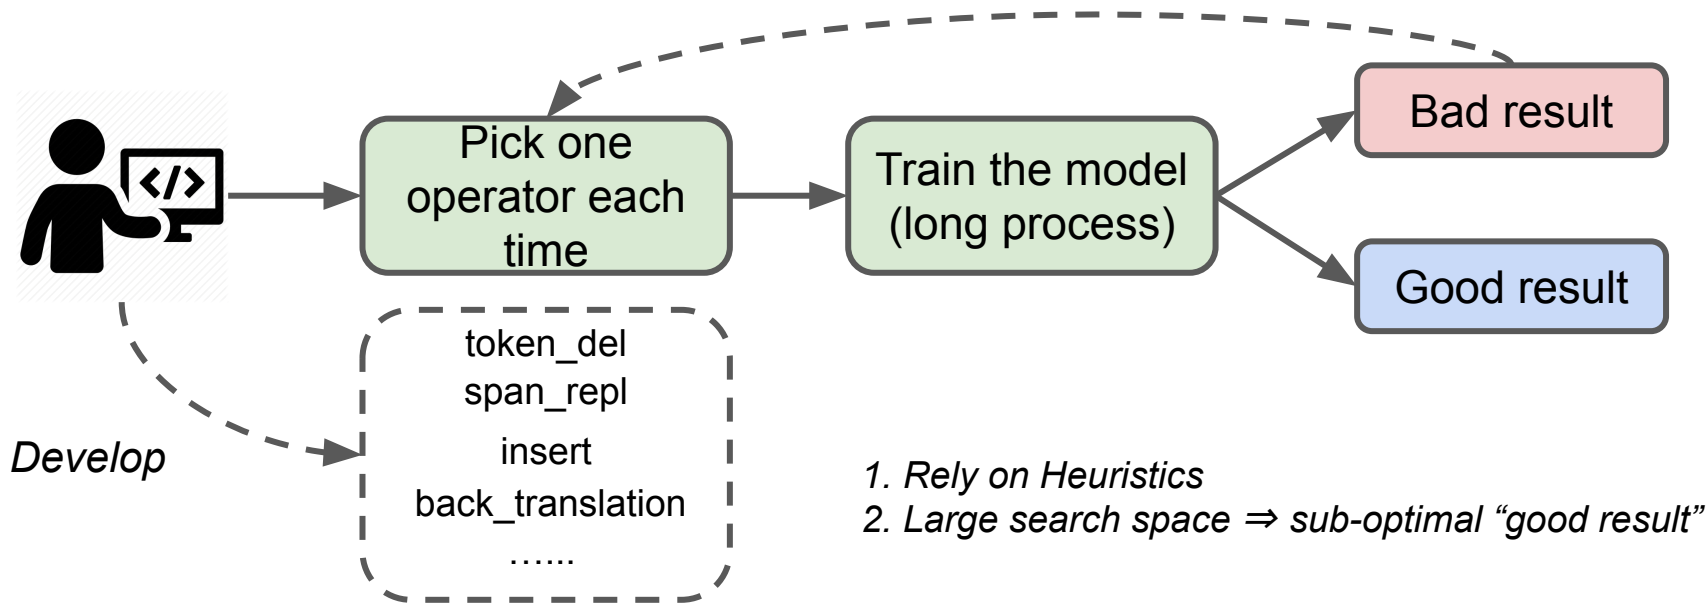 Bad result
Pick one
operator each
time
</>
Train the model
(long process)
Good result
token_del
span_repl
insert
back_translation
…...
Develop
1. Rely on Heuristics
2. Large search space ⇒ sub-optimal “good result”